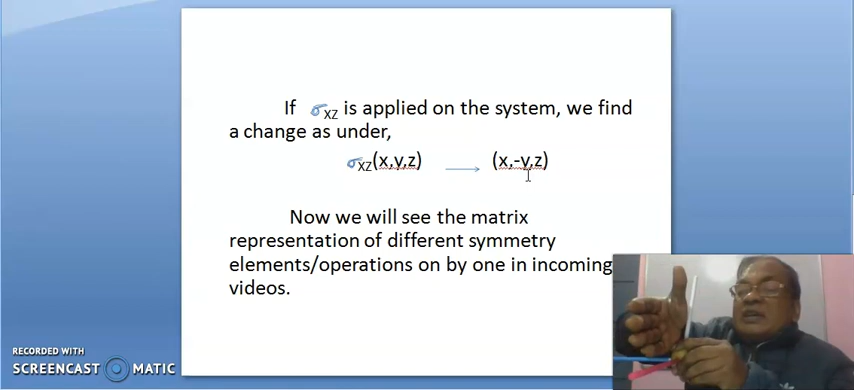 If σXZ is applied on the system, we find
a change as under,
σXZ(x,y,z) → (x,-y,z)
Now we will see the matrix
representation of different symmetry
elements/operations on by one in incoming
videos.
RECORDED WITH
SCREENCAST MATIC